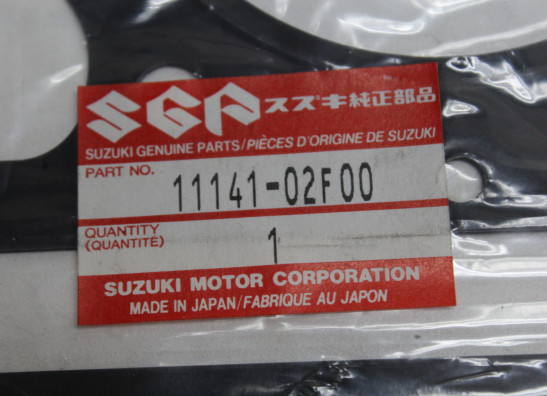 SGP スズキ純正部品
SUZUKI GENUINE PARTS/PIÈCES D'ORIGINE DE SUZUKI
PART NO. 11141-02F00
QUANTITY
(QUANTITÉ) 1
SUZUKI MOTOR CORPORATION
MADE IN JAPAN/FABRIQUÉ AU JAPON